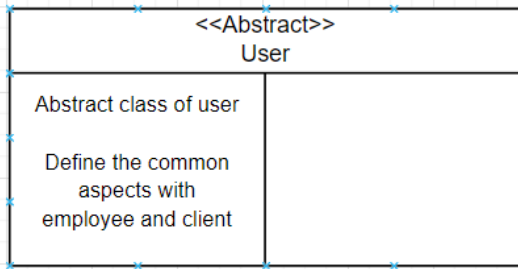 <<Abstract>>
User
Abstract class of user
Define the common
aspects with
employee and client